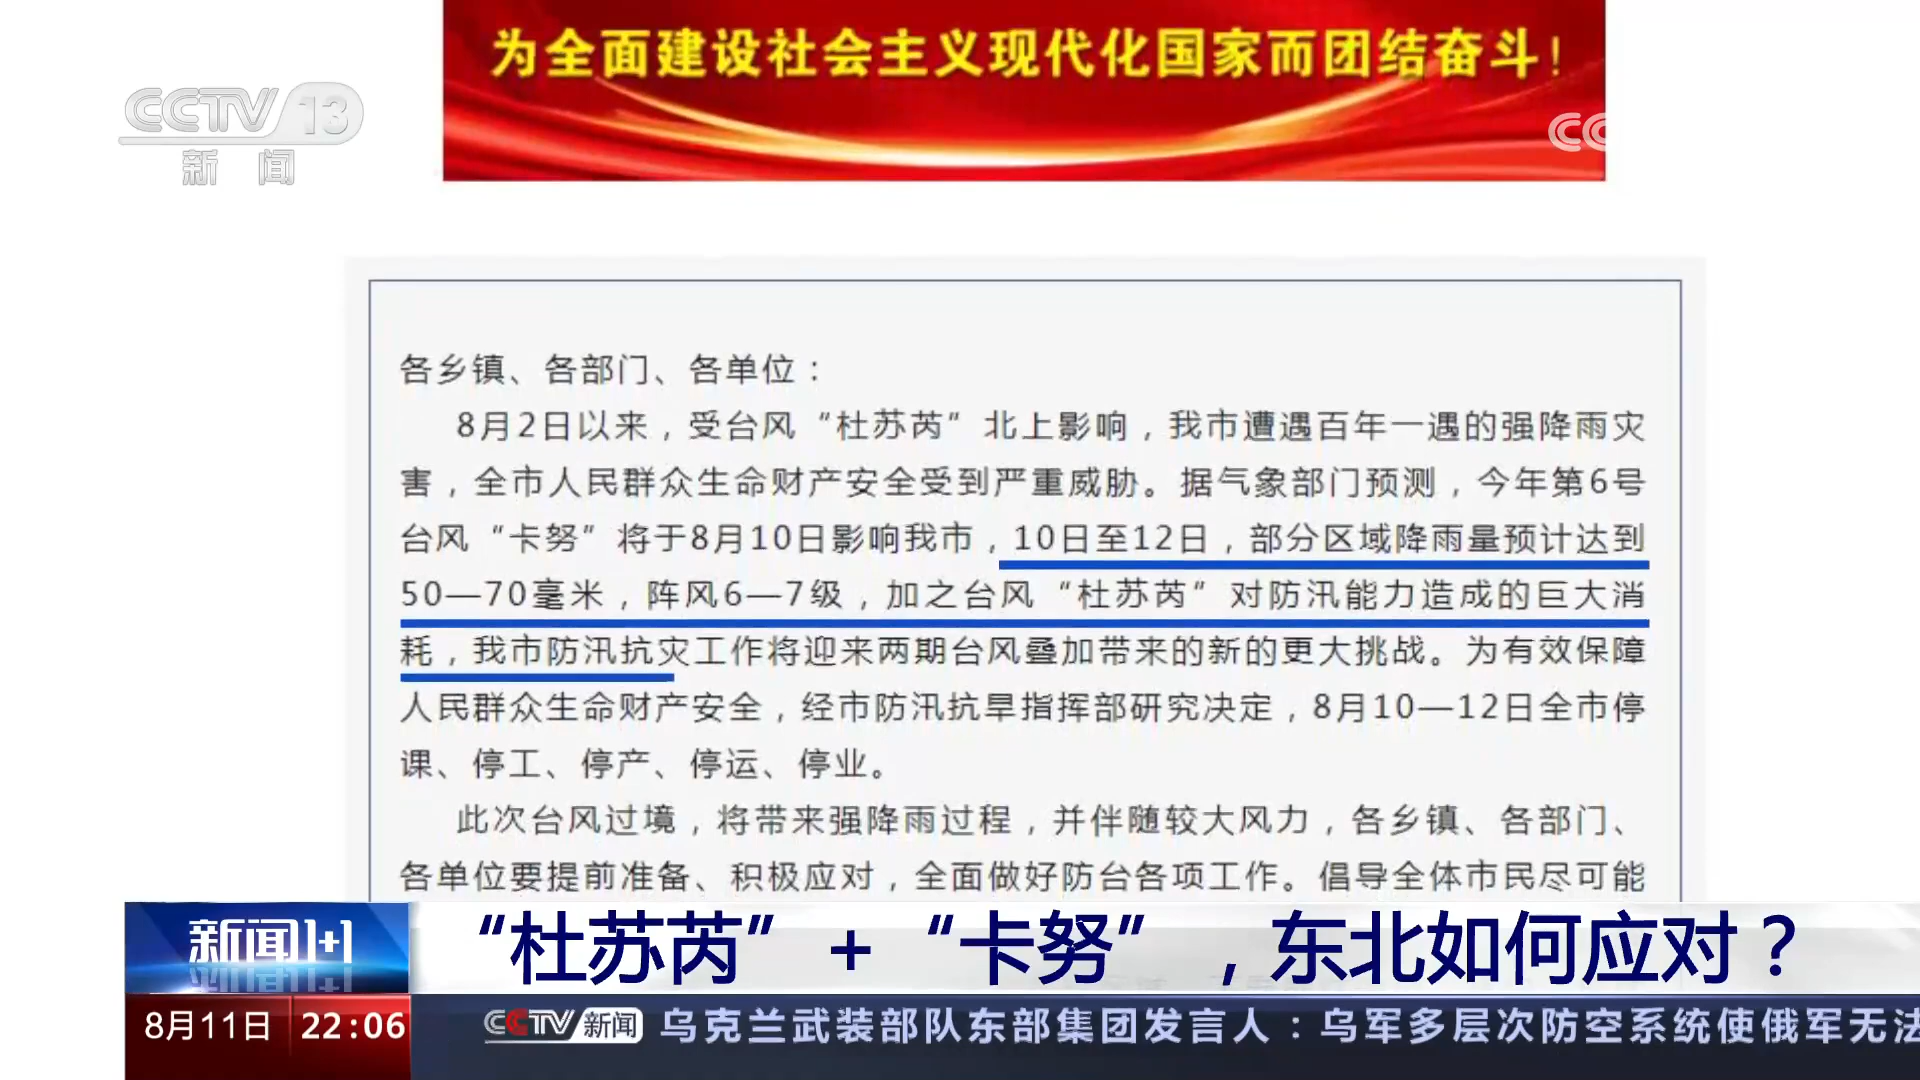 为全面建设社会主义现代化国家而团结奋斗！
CCTV 13
新闻
各乡镇、各部门、各单位：
8月2日以来，受台风“杜苏芮”北上影响，我市遭遇百年一遇的强降雨灾
害，全市人民群众生命财产安全受到严重威胁。据气象部门预测，今年第6号
台风“卡努”将于8月10日影响我市，10日至12日，部分区域降雨量预计达到
50—70毫米，阵风6—7级，加之台风“杜苏芮”对防汛能力造成的巨大消
耗，我市防汛抗灾工作将迎来两期台风叠加带来的新的更大挑战。为有效保障
人民群众生命财产安全，经市防汛抗旱指挥部研究决定，8月10—12日全市停
课、停工、停产、停运、停业。
此次台风过境，将带来强降雨过程，并伴随较大风力，各乡镇、各部门、
各单位要提前准备、积极应对，全面做好防台各项工作。倡导全体市民尽可能
新闻1+1
“杜苏芮”+“卡努”，东北如何应对？
8月11日 22:06
CCTV新闻 乌克兰武装部队东部集团发言人：乌军多层次防空系统使俄军无法